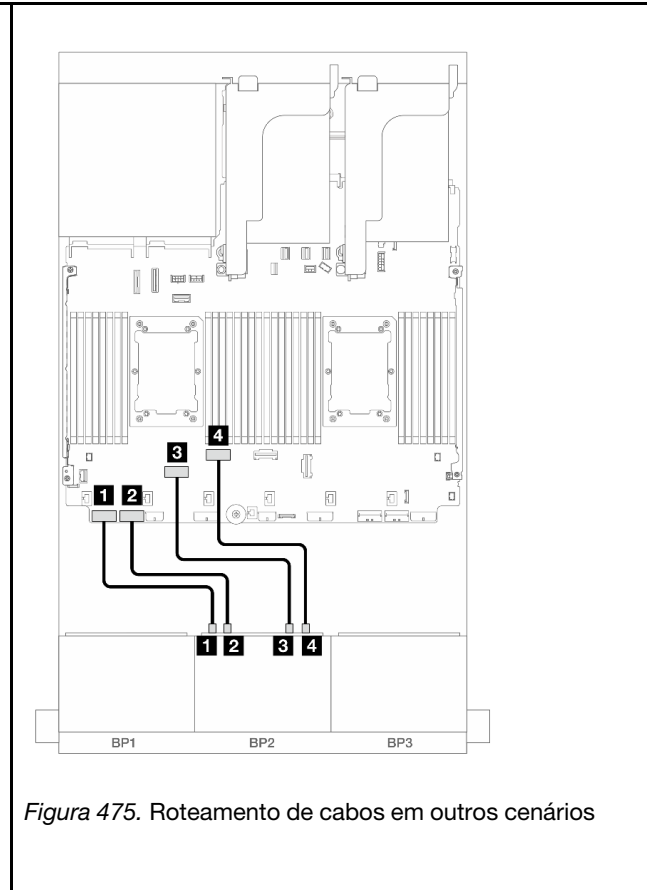 4
3
1 2
1 2 3 4
BP1 BP2 BP3
Figura 475. Roteamento de cabos em outros cenários